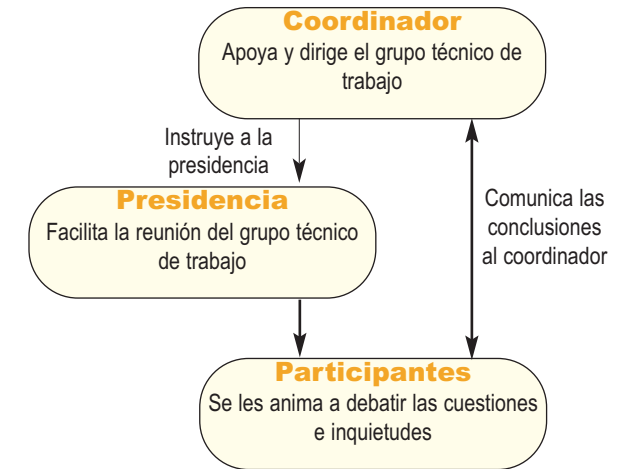 Coordinador
Apoya y dirige el grupo técnico de
trabajo
Instruye a la
presidencia
Presidencia
Facilita la reunión del grupo técnico
de trabajo
Comunica las
conclusiones
al coordinador
Participantes
Se les anima a debatir las cuestiones
e inquietudes